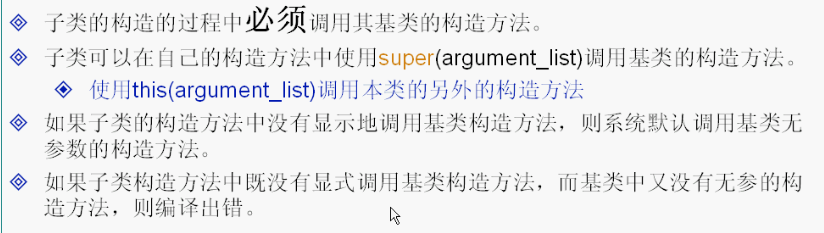 子类的构造的过程中必须调用其基类的构造方法。
子类可以在自己的构造方法中使用super(argument_list)调用基类的构造方法。
使用this(argument_list)调用本类的另外的构造方法
如果子类的构造方法中没有显示地调用基类构造方法，则系统默认调用基类无
参数的构造方法。
如果子类构造方法中既没有显式调用基类构造方法，而基类中又没有无参的构
造方法，则编译出错。